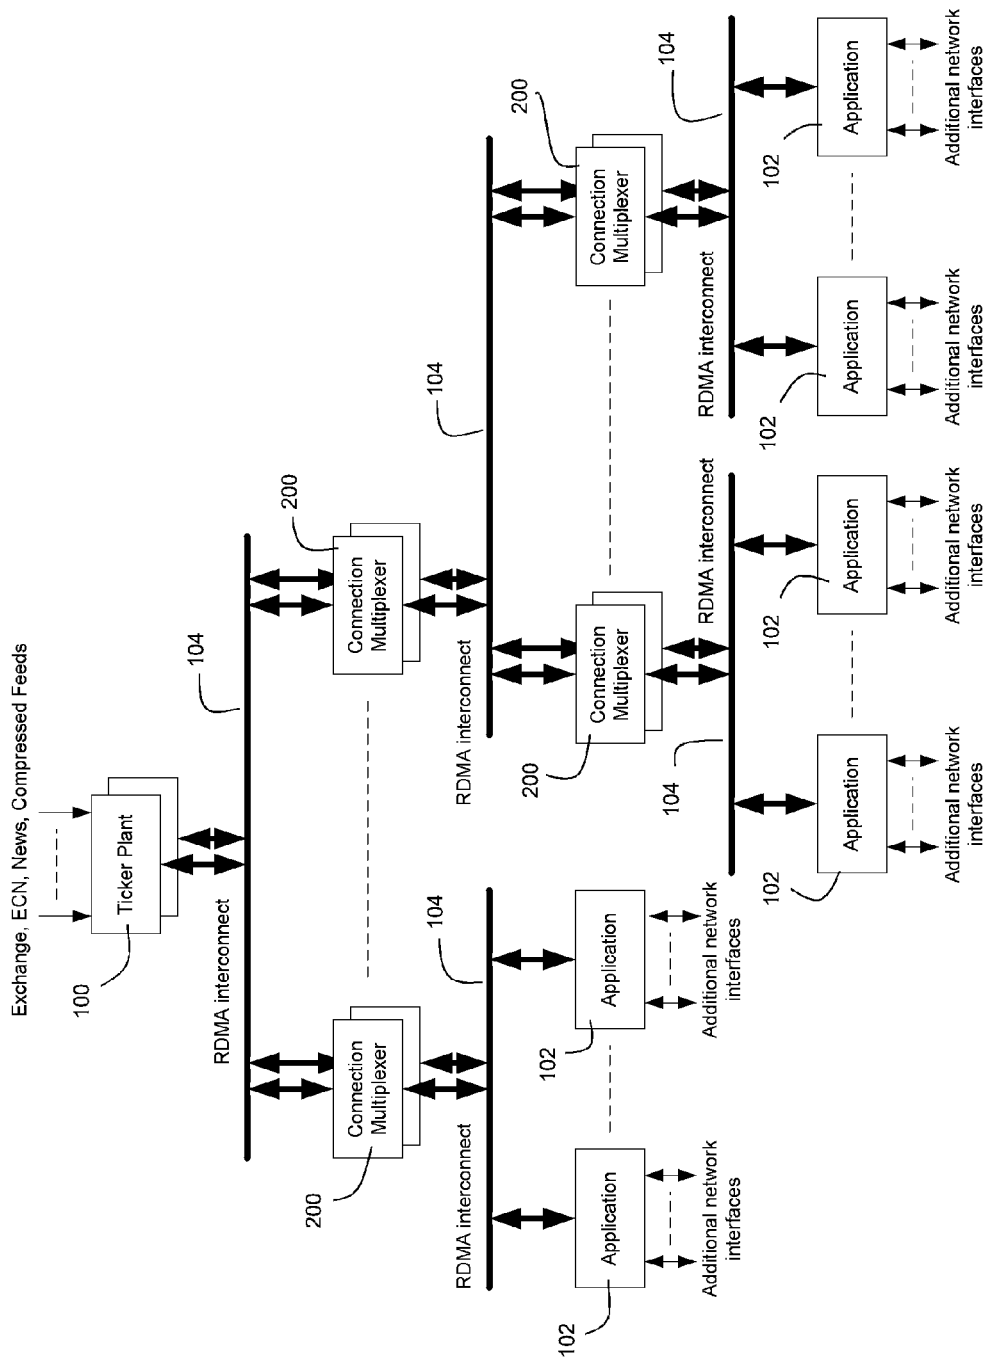 Exchange, ECN, News, Compressed Feeds
100
Ticker Plant
RDMA interconnect
104
200
Connection
Multiplexer
200
Connection
Multiplexer
RDMA interconnect
104
RDMA interconnect
104
102
Application
Additional network
interfaces
102
Application
Additional network
interfaces
200
Connection
Multiplexer
200
Connection
Multiplexer
104
RDMA interconnect
RDMA interconnect
104
102
Application
Additional network
interfaces
102
Application
Additional network
interfaces
102
Application
Additional network
interfaces
102
Application
Additional network
interfaces